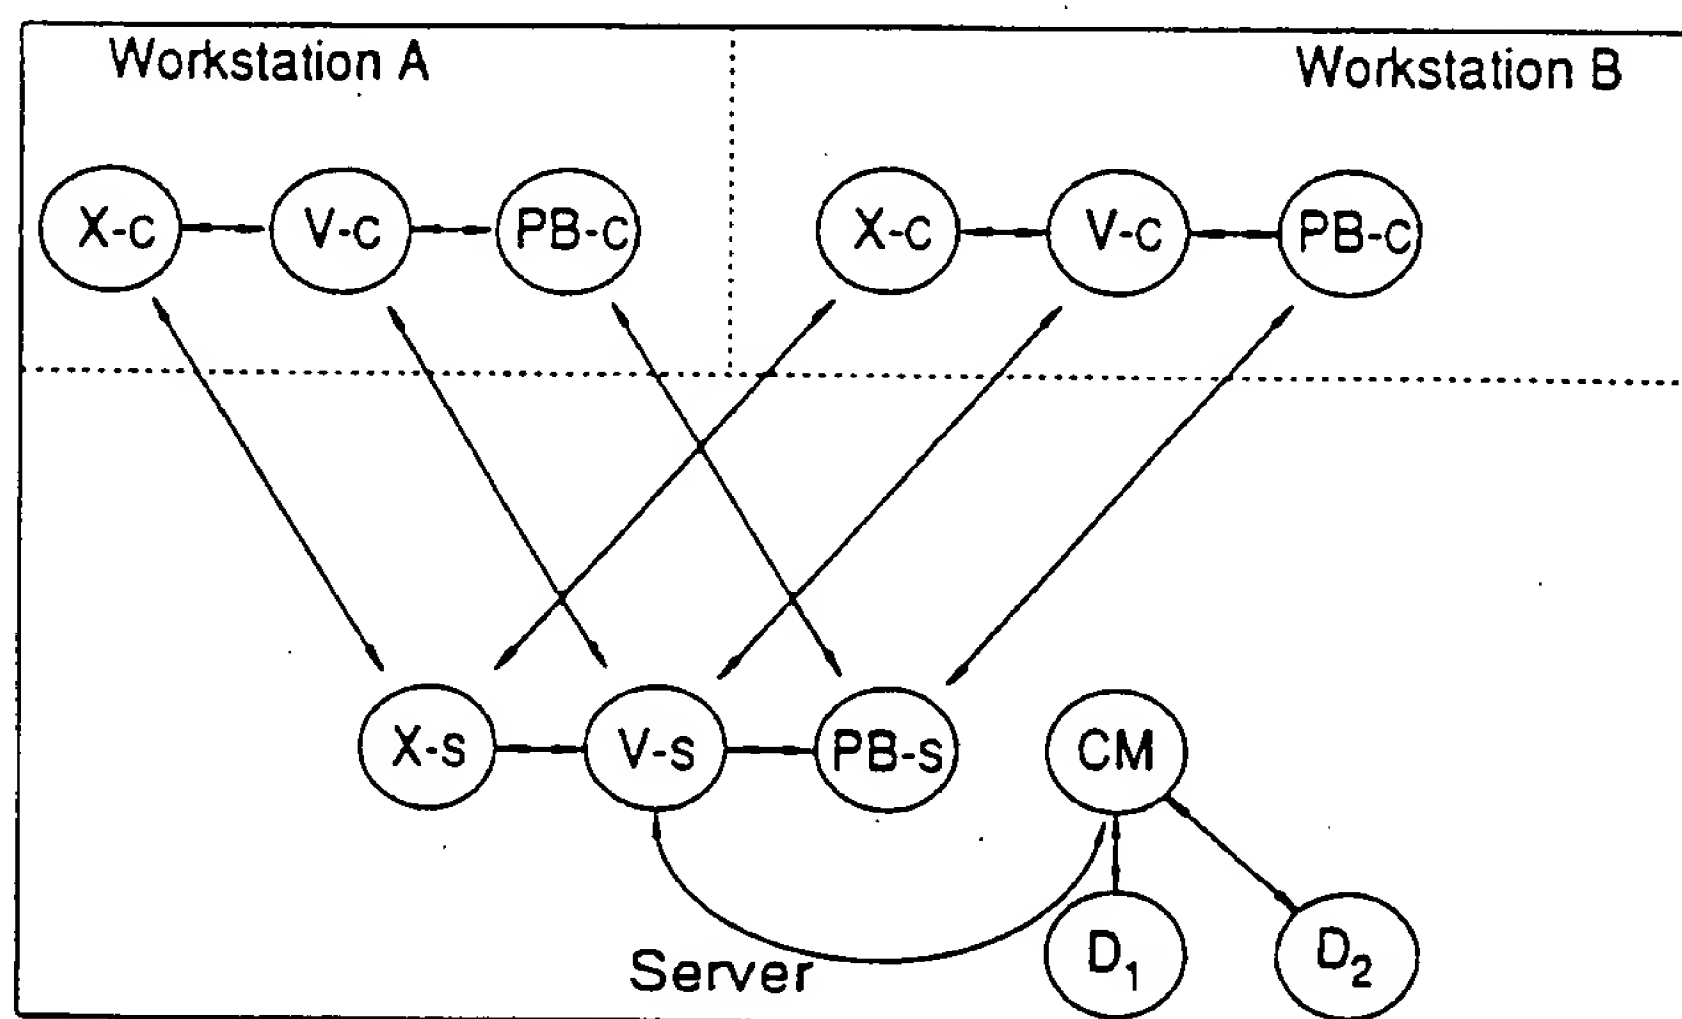 Workstation A
Workstation B
X-c
V-c
PB-c
X-c
V-c
PB-c
X-s
V-s
PB-s
CM
Server
D₁
D₂